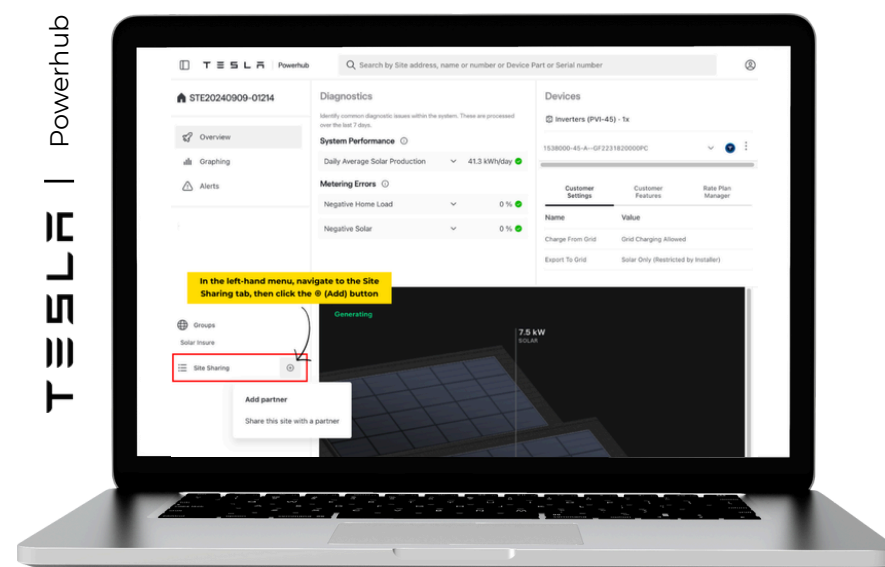 TESLA | Powerhub
TESLA Powerhub
Search by Site address, name or number or Device Part or Serial number
STE20240909-01214
Overview
Graphing
Alerts
Diagnostics
Identify common diagnostic issues within the system. These are processed
over the last 7 days.
System Performance
Daily Average Solar Production 41.3 kWh/day
Metering Errors
Negative Home Load 0 %
Negative Solar 0 %
Devices
Inverters (PVI-45) - 1x
1538000-45-A--GF2231820000PC
Customer Settings
Customer Features
Rate Plan Manager
Name Value
Charge From Grid Grid Charging Allowed
Export To Grid Solar Only (Restricted by Installer)
In the left-hand menu, navigate to the Site
Sharing tab, then click the ⊕ (Add) button
Groups
Solar Insure
Site Sharing
Add partner
Share this site with a partner
Generating
7.5 kW
SOLAR